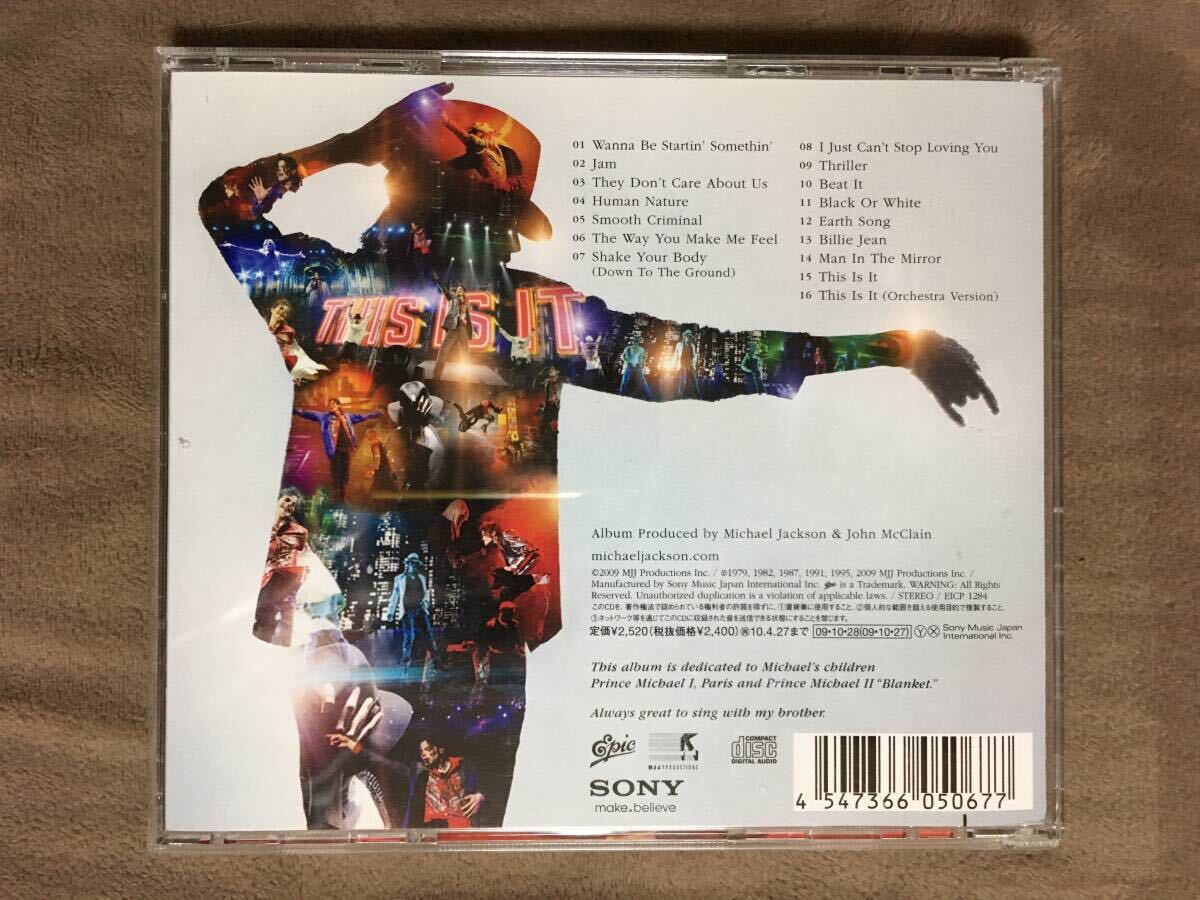 01 Wanna Be Startin' Somethin'
02 Jam
03 They Don't Care About Us
04 Human Nature
05 Smooth Criminal
06 The Way You Make Me Feel
07 Shake Your Body
(Down To The Ground)
08 I Just Can't Stop Loving You
09 Thriller
10 Beat It
11 Black Or White
12 Earth Song
13 Billie Jean
14 Man In The Mirror
15 This Is It
16 This Is It (Orchestra Version)
THIS IS IT
Album Produced by Michael Jackson & John McClain
michaeljackson.com
©2009 MJJ Productions Inc. / ℗1979, 1982, 1987, 1991, 1995, 2009 MJJ Productions Inc. /
Manufactured by Sony Music Japan International Inc. is a Trademark. WARNING: All Rights
Reserved. Unauthorized duplication is a violation of applicable laws. / STEREO / EICP 1284
このCDを、著作権法で認められている権利者の許諾を得ずに、①賃貸業に使用すること、②個人的な範囲を超える使用目的で複製すること、
③ネットワーク等を通じてこのCDに収録された音を送信できる状態にすることを禁じます。
定価¥2,520(税抜価格¥2,400)㊟10.4.27まで 09・10・28(09・10・27) Ⓨ Ⓧ Sony Music Japan
International Inc.
This album is dedicated to Michael's children
Prince Michael I, Paris and Prince Michael II "Blanket."
Always great to sing with my brother.
Epic
MJJ PRODUCTIONS
COMPACT
disc
DIGITAL AUDIO
SONY
make.believe
4 547366 050677